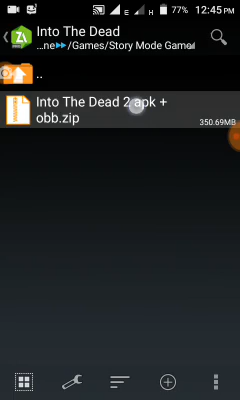 E H 77% 12:45 PM
Into The Dead
...ne▸▸/Games/Story Mode Games
..
Into The Dead 2 apk +
obb.zip
350.69MB